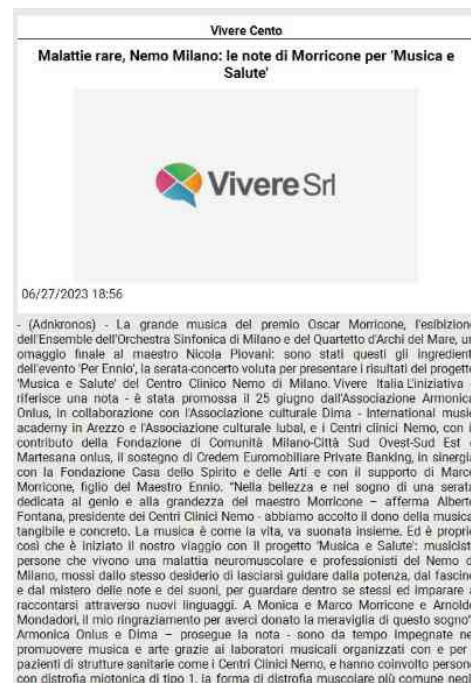 Vivere Cento
Malattie rare, Nemo Milano: le note di Morricone per 'Musica e
Salute'
Vivere Srl
06/27/2023 18:56
- (Adnkronos) - La grande musica del premio Oscar Morricone, l'esibizione
dell'Ensemble dell'Orchestra Sinfonica di Milano e del Quartetto d'Archi del Mare, un
omaggio finale al maestro Nicola Piovani: sono stati questi gli ingredient
dell'evento 'Per Ennio', la serata-concerto voluta per presentare i risultati del progetto
'Musica e Salute' del Centro Clinico Nemo di Milano. Vivere Italia L'iniziativa -
riferisce una nota - è stata promossa il 25 giugno dall'Associazione Armonica
Onlus, in collaborazione con l'Associazione culturale Dima - International music
academy in Arezzo e l'Associazione culturale Iubal, e i Centri clinici Nemo, con i
contributo della Fondazione di Comunità Milano-Città Sud Ovest-Sud Est e
Martesana onlus, il sostegno di Credem Euromobiliare Private Banking, in sinergia
con la Fondazione Casa dello Spirito e delle Arti e con il supporto di Marco
Morricone, figlio del Maestro Ennio. "Nella bellezza e nel sogno di una serata
dedicata al genio e alla grandezza del maestro Morricone – afferma Alberto
Fontana, presidente dei Centri Clinici Nemo - abbiamo accolto il dono della musica,
tangibile e concreto. La musica è come la vita, va suonata insieme. Ed è proprio
così che è iniziato il nostro viaggio con il progetto 'Musica e Salute': musicisti
persone che vivono una malattia neuromuscolare e professionisti del Nemo di
Milano, mossi dallo stesso desiderio di lasciarsi guidare dalla potenza, dal fascino
e dal mistero delle note e dei suoni, per guardare dentro se stessi ed imparare a
raccontarsi attraverso nuovi linguaggi. A Monica e Marco Morricone e Arnoldo
Mondadori, il mio ringraziamento per averci donato la meraviglia di questo sogno"
Armonica Onlus e Dima – prosegue la nota - sono da tempo impegnate nel
promuovere musica e arte grazie ai laboratori musicali organizzati con e per i
pazienti di strutture sanitarie come i Centri Clinici Nemo, e hanno coinvolto persone
con distrofia miotonica di tipo 1, la forma di distrofia muscolare più comune negli